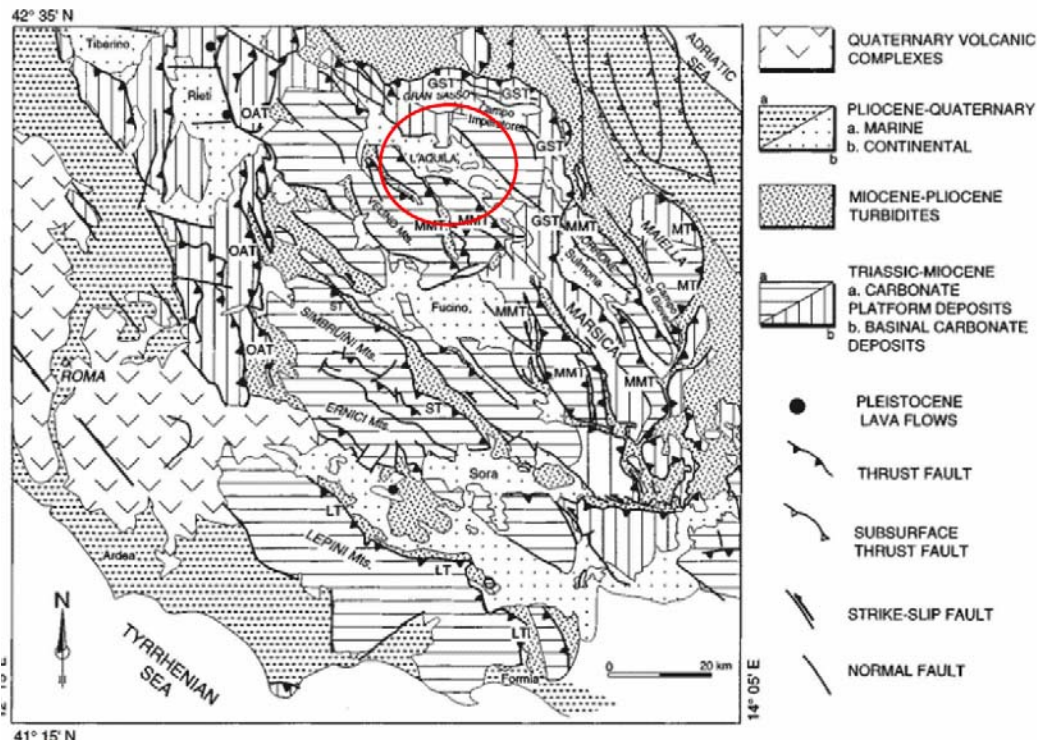 42° 35' N
Tiberino
Rieti
OAT
GST
GRAN SASSO
GST
Campo
Imperatore
ADRIATIC
SEA
L'AQUILA
GST
VELINO Mts.
MMT
MMT
GST
MMT
MT
MAIELLA
MT
OAT
Sulmona
Fucino
MMT
MARSICA
ST
SIMBRUINI Mts.
OAT
ROMA
MMT
MMT
ST
ERNICI Mts.
Sora
LT
LEPINI Mts.
LT
Ardea
N
LT
TYRRHENIAN
SEA
Formia
0 20 km
14° 05' E
41° 15' N
QUATERNARY VOLCANIC
COMPLEXES
a
PLIOCENE-QUATERNARY
a. MARINE
b. CONTINENTAL
b
MIOCENE-PLIOCENE
TURBIDITES
a
TRIASSIC-MIOCENE
a. CARBONATE
PLATFORM DEPOSITS
b. BASINAL CARBONATE
DEPOSITS
b
PLEISTOCENE
LAVA FLOWS
THRUST FAULT
SUBSURFACE
THRUST FAULT
STRIKE-SLIP FAULT
NORMAL FAULT